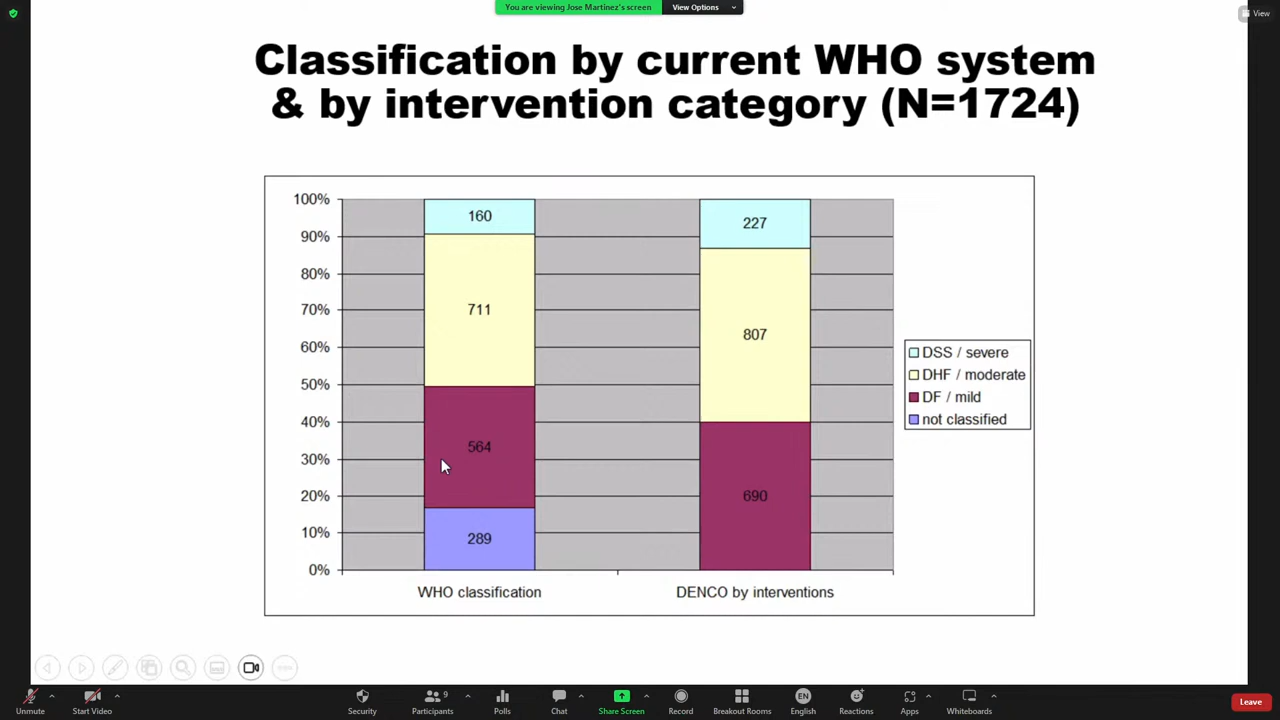 You are viewing Jose Martinez's screen
View Options
View
Classification by current WHO system
& by intervention category (N=1724)
100%
90%
80%
70%
60%
50%
40%
30%
20%
10%
0%
160
711
564
289
227
807
690
WHO classification
DENCO by interventions
DSS / severe
DHF / moderate
DF / mild
not classified
Unmute
Start Video
Security
Participants
9
Polls
Chat
Share Screen
Record
Breakout Rooms
EN
English
Reactions
Apps
Whiteboards
Leave